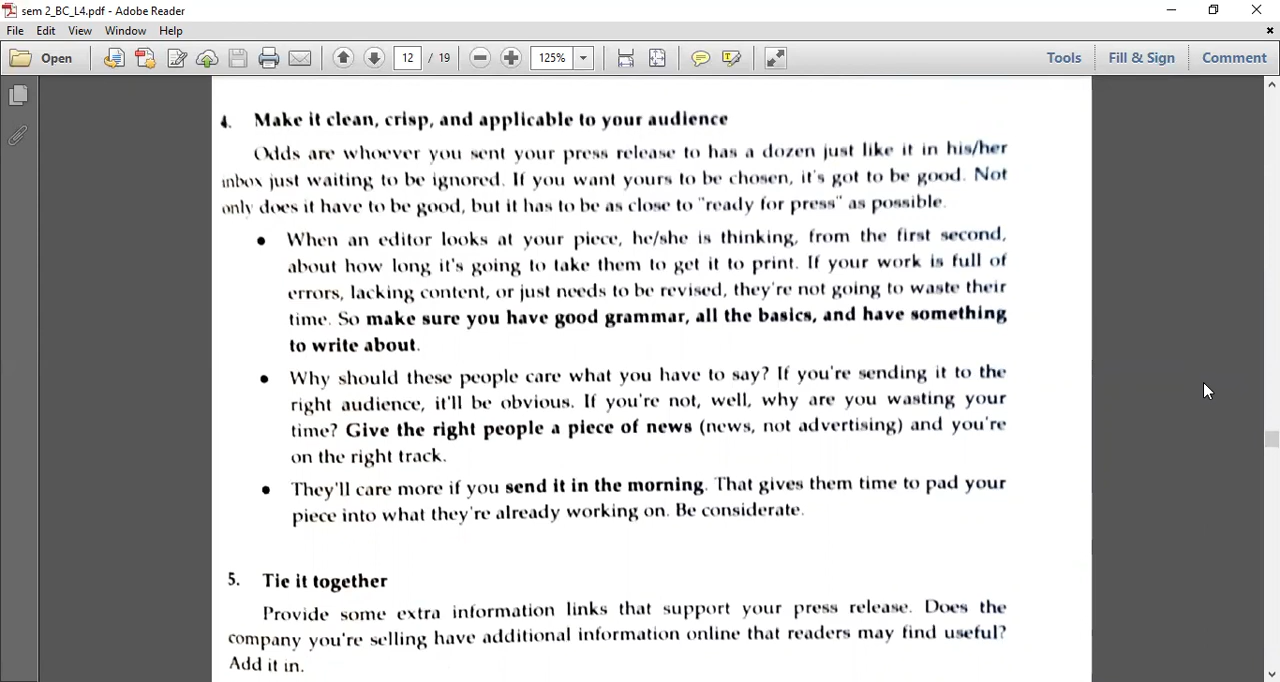 sem 2_BC_L4.pdf - Adobe Reader
File Edit View Window Help
Open 12 / 19 125% Tools Fill & Sign Comment
4. Make it clean, crisp, and applicable to your audience
Odds are whoever you sent your press release to has a dozen just like it in his/her
inbox just waiting to be ignored. If you want yours to be chosen, it's got to be good. Not
only does it have to be good, but it has to be as close to "ready for press" as possible.
• When an editor looks at your piece, he/she is thinking, from the first second,
about how long it's going to take them to get it to print. If your work is full of
errors, lacking content, or just needs to be revised, they're not going to waste their
time. So make sure you have good grammar, all the basics, and have something
to write about.
• Why should these people care what you have to say? If you're sending it to the
right audience, it'll be obvious. If you're not, well, why are you wasting your
time? Give the right people a piece of news (news, not advertising) and you're
on the right track.
• They'll care more if you send it in the morning. That gives them time to pad your
piece into what they're already working on. Be considerate.
5. Tie it together
Provide some extra information links that support your press release. Does the
company you're selling have additional information online that readers may find useful?
Add it in.